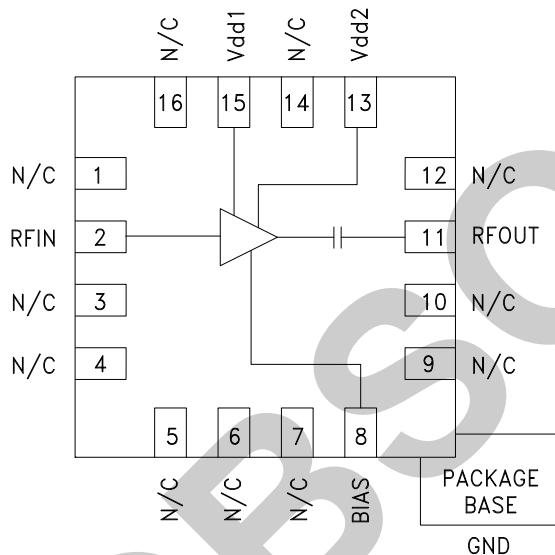 N/C
Vdd1
N/C
Vdd2
16
15
14
13
N/C 1
12 N/C
RFIN 2
11 RFOUT
N/C 3
10 N/C
N/C 4
9 N/C
5
6
7
8
N/C
N/C
N/C
BIAS
PACKAGE
BASE
GND